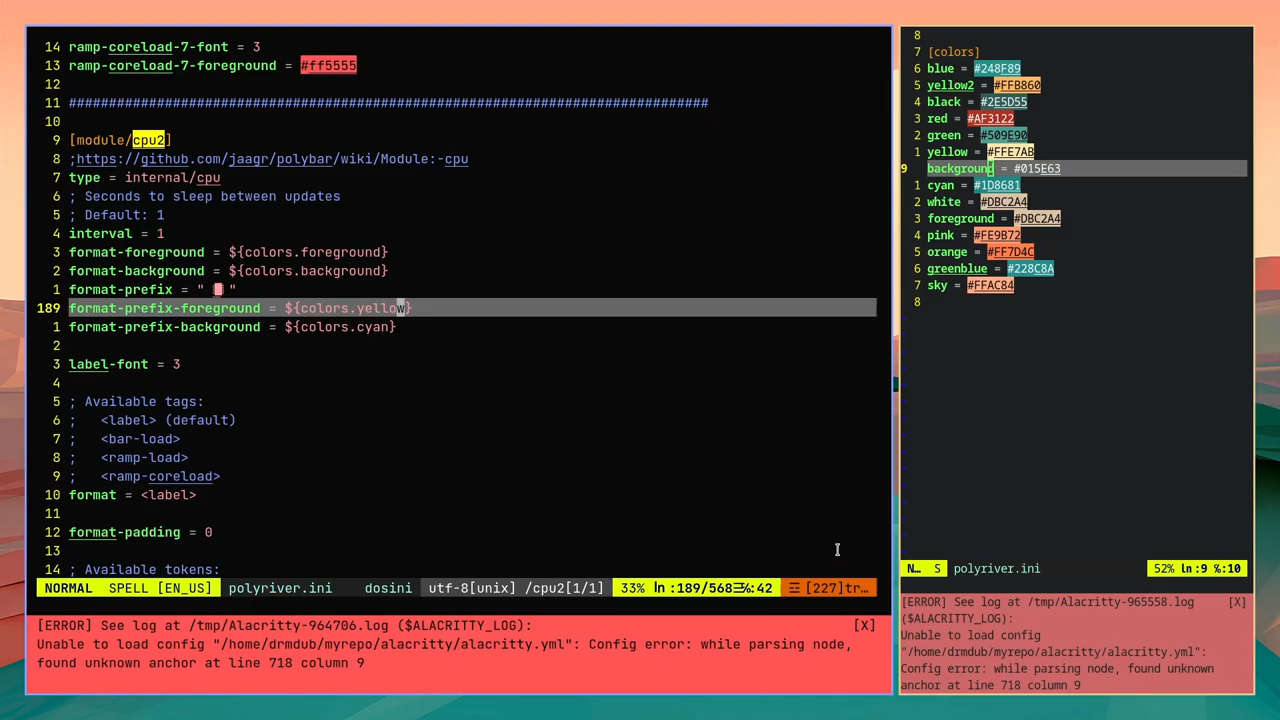 14 ramp-coreload-7-font = 3
13 ramp-coreload-7-foreground = #ff5555
12
11 ################################################################################
10
9 [module/cpu2]
8 ;https://github.com/jaagr/polybar/wiki/Module:-cpu
7 type = internal/cpu
6 ; Seconds to sleep between updates
5 ; Default: 1
4 interval = 1
3 format-foreground = ${colors.foreground}
2 format-background = ${colors.background}
1 format-prefix = " "
189 format-prefix-foreground = ${colors.yellow}
1 format-prefix-background = ${colors.cyan}
2
3 label-font = 3
4
5 ; Available tags:
6 ;   <label> (default)
7 ;   <bar-load>
8 ;   <ramp-load>
9 ;   <ramp-coreload>
10 format = <label>
11
12 format-padding = 0
13
14 ; Available tokens:
NORMAL SPELL [EN_US] polyriver.ini dosini utf-8[unix] /cpu2[1/1] 33% ln :189/568☰℅:42 ☲ [227]tr…
[ERROR] See log at /tmp/Alacritty-964706.log ($ALACRITTY_LOG): [X]
Unable to load config "/home/drmdub/myrepo/alacritty/alacritty.yml": Config error: while parsing node,
found unknown anchor at line 718 column 9
8
7 [colors]
6 blue = #248F89
5 yellow2 = #FFB860
4 black = #2E5D55
3 red = #AF3122
2 green = #509E90
1 yellow = #FFE7AB
9 background = #015E63
1 cyan = #1D8681
2 white = #DBC2A4
3 foreground = #DBC2A4
4 pink = #FE9B72
5 orange = #FF7D4C
6 greenblue = #228C8A
7 sky = #FFAC84
8
N… S polyriver.ini 52% ln:9 ℅:10
[ERROR] See log at /tmp/Alacritty-965558.log [X]
($ALACRITTY_LOG):
Unable to load config
"/home/drmdub/myrepo/alacritty/alacritty.yml":
Config error: while parsing node, found unknown
anchor at line 718 column 9